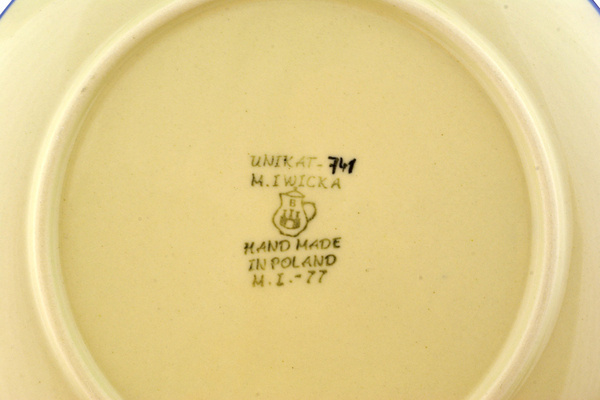 UNIKAT-741
M.IWICKA
B
HAND MADE
IN POLAND
M.I.-77